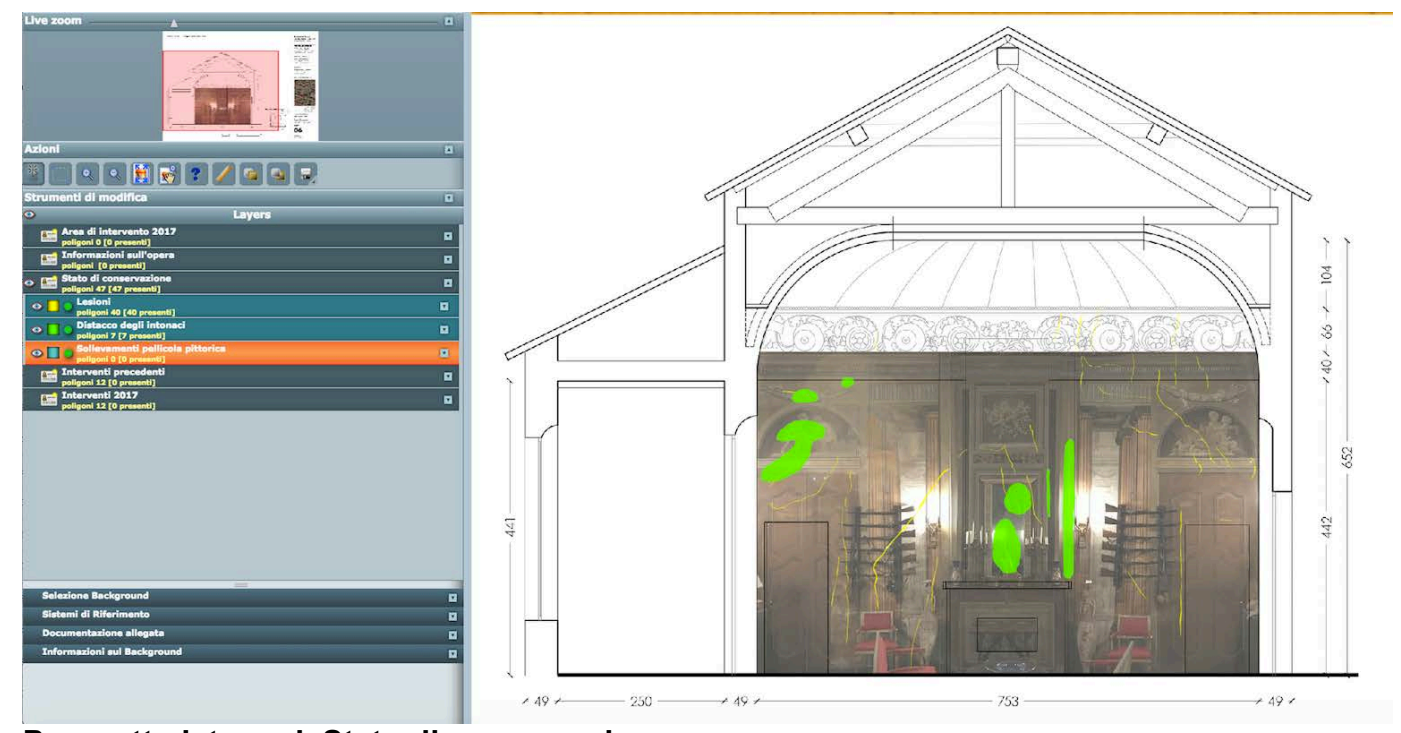 Live zoom
06
Azioni
?
Strumenti di modifica
Layers
Area di intervento 2017
poligoni 0 [0 presenti]
Informazioni sull'opera
poligoni [0 presenti]
Stato di conservazione
poligoni 47 [47 presenti]
Lesioni
poligoni 40 [40 presenti]
Distacco degli intonaci
poligoni 7 [7 presenti]
Sollevamenti pellicola pittorica
poligoni 0 [0 presenti]
Interventi precedenti
poligoni 12 [0 presenti]
Interventi 2017
poligoni 12 [0 presenti]
Selezione Background
Sistemi di Riferimento
Documentazione allegata
Informazioni sul Background
104
66
40
652
442
441
49
250
49
753
49